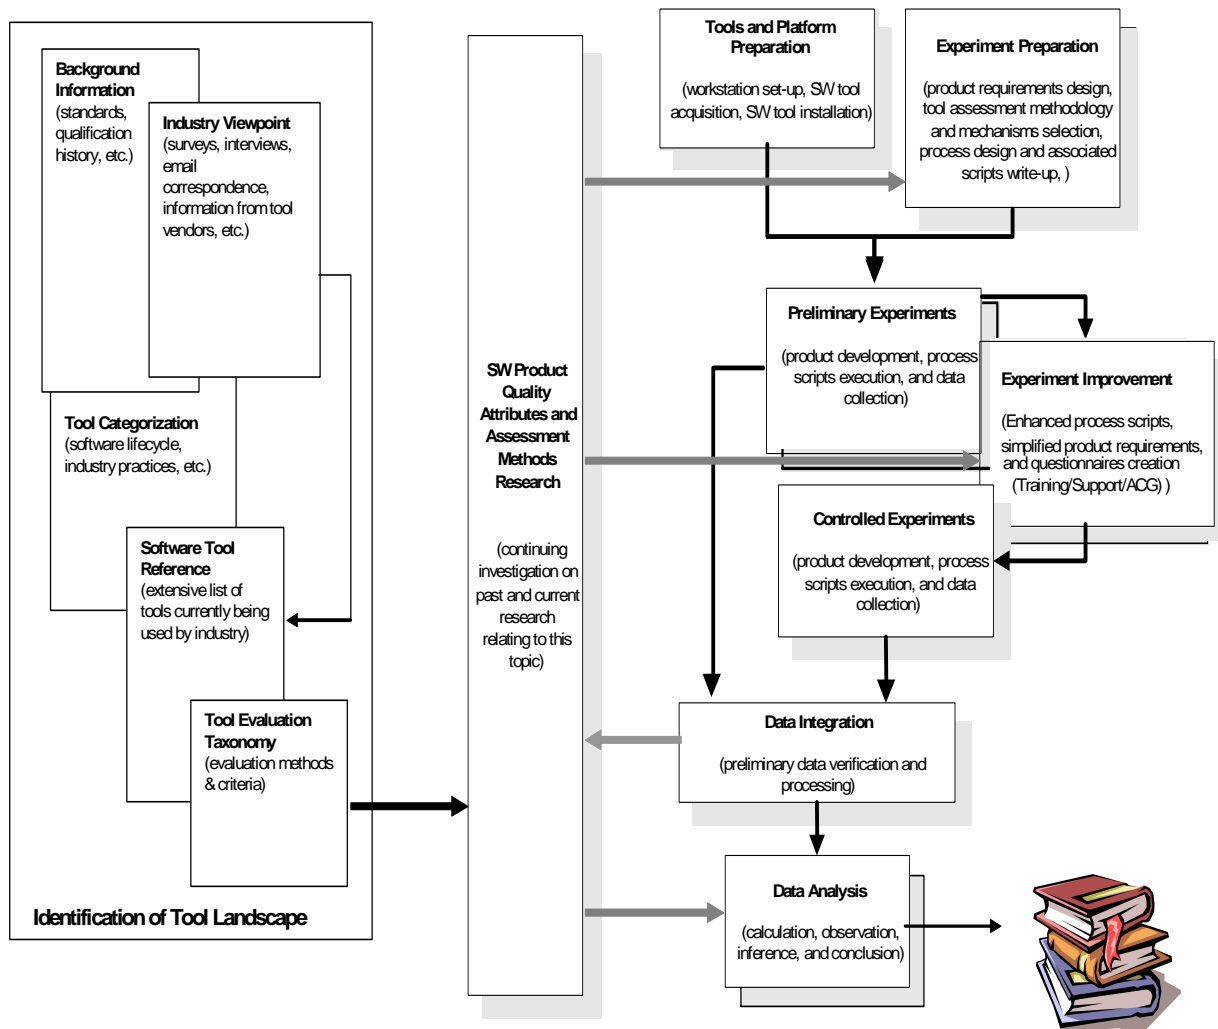 Background
Information
(standards,
qualification
history, etc.)
Industry Viewpoint
(surveys, interviews,
email
correspondence,
information from tool
vendors, etc.)
Tool Categorization
(software lifecycle,
industry practices, etc.)
Software Tool
Reference
(extensive list of
tools currently being
used by industry)
Tool Evaluation
Taxonomy
(evaluation methods
& criteria)
Identification of Tool Landscape
SW Product
Quality
Attributes and
Assessment
Methods
Research
(continuing
investigation on
past and current
research
relating to this
topic)
Tools and Platform
Preparation
(workstation set-up, SW tool
acquisition, SW tool installation)
Experiment Preparation
(product requirements design,
tool assessment methodology
and mechanisms selection,
process design and associated
scripts write-up, )
Preliminary Experiments
(product development, process
scripts execution, and data
collection)
Experiment Improvement
(Enhanced process scripts,
simplified product requirements,
and questionnaires creation
(Training/Support/ACG) )
Controlled Experiments
(product development, process
scripts execution, and data
collection)
Data Integration
(preliminary data verification and
processing)
Data Analysis
(calculation, observation,
inference, and conclusion)